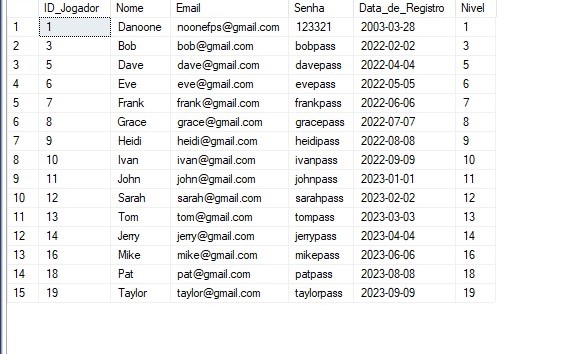 ID_Jogador Nome Email Senha Data_de_Registro Nivel
1 1 Danoone noonefps@gmail.com 123321 2003-03-28 1
2 3 Bob bob@gmail.com bobpass 2022-02-02 3
3 5 Dave dave@gmail.com davepass 2022-04-04 5
4 6 Eve eve@gmail.com evepass 2022-05-05 6
5 7 Frank frank@gmail.com frankpass 2022-06-06 7
6 8 Grace grace@gmail.com gracepass 2022-07-07 8
7 9 Heidi heidi@gmail.com heidipass 2022-08-08 9
8 10 Ivan ivan@gmail.com ivanpass 2022-09-09 10
9 11 John john@gmail.com johnpass 2023-01-01 11
10 12 Sarah sarah@gmail.com sarahpass 2023-02-02 12
11 13 Tom tom@gmail.com tompass 2023-03-03 13
12 14 Jerry jerry@gmail.com jerrypass 2023-04-04 14
13 16 Mike mike@gmail.com mikepass 2023-06-06 16
14 18 Pat pat@gmail.com patpass 2023-08-08 18
15 19 Taylor taylor@gmail.com taylorpass 2023-09-09 19